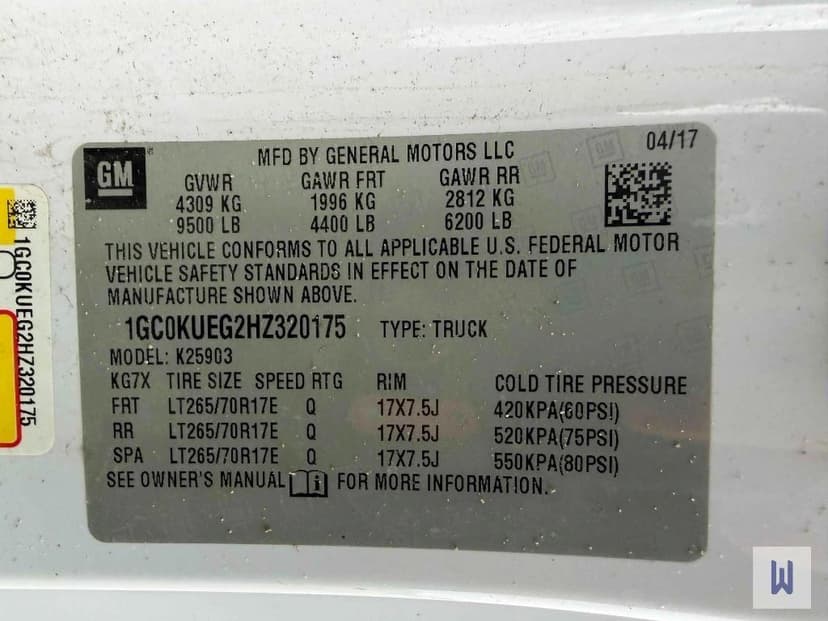 GM
MFD BY GENERAL MOTORS LLC
04/17
GVWR GAWR FRT GAWR RR
4309 KG 1996 KG 2812 KG
9500 LB 4400 LB 6200 LB
THIS VEHICLE CONFORMS TO ALL APPLICABLE U.S. FEDERAL MOTOR
VEHICLE SAFETY STANDARDS IN EFFECT ON THE DATE OF
MANUFACTURE SHOWN ABOVE.
1GC0KUEG2HZ320175 TYPE: TRUCK
MODEL: K25903
KG7X TIRE SIZE SPEED RTG RIM COLD TIRE PRESSURE
FRT LT265/70R17E Q 17X7.5J 420KPA(60PSI)
RR LT265/70R17E Q 17X7.5J 520KPA(75PSI)
SPA LT265/70R17E Q 17X7.5J 550KPA(80PSI)
SEE OWNER'S MANUAL i FOR MORE INFORMATION.
1GC0KUEG2HZ320175
W